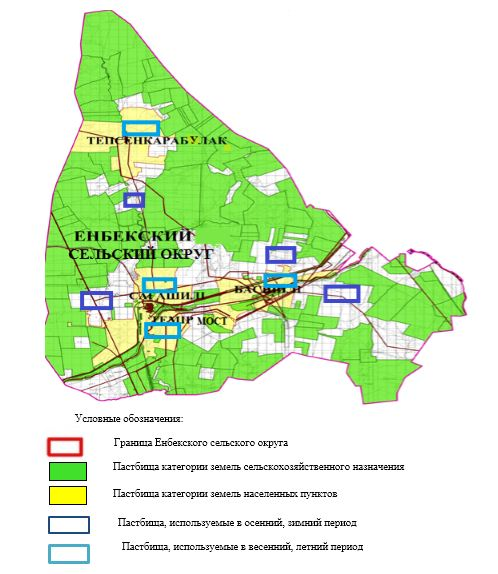 ТЕПСЕНКАРАБУЛАК
ЕНБЕКСКИЙ
СЕЛЬСКИЙ ОКРУГ
МОСТ
Условные обозначения:
Граница Енбекского сельского округа
Пастбища категории земель сельскохозяйственного назначения
Пастбища категории земель населенных пунктов
Пастбища, используемые в осенний, зимний период
Пастбища, используемые в весенний, летний период